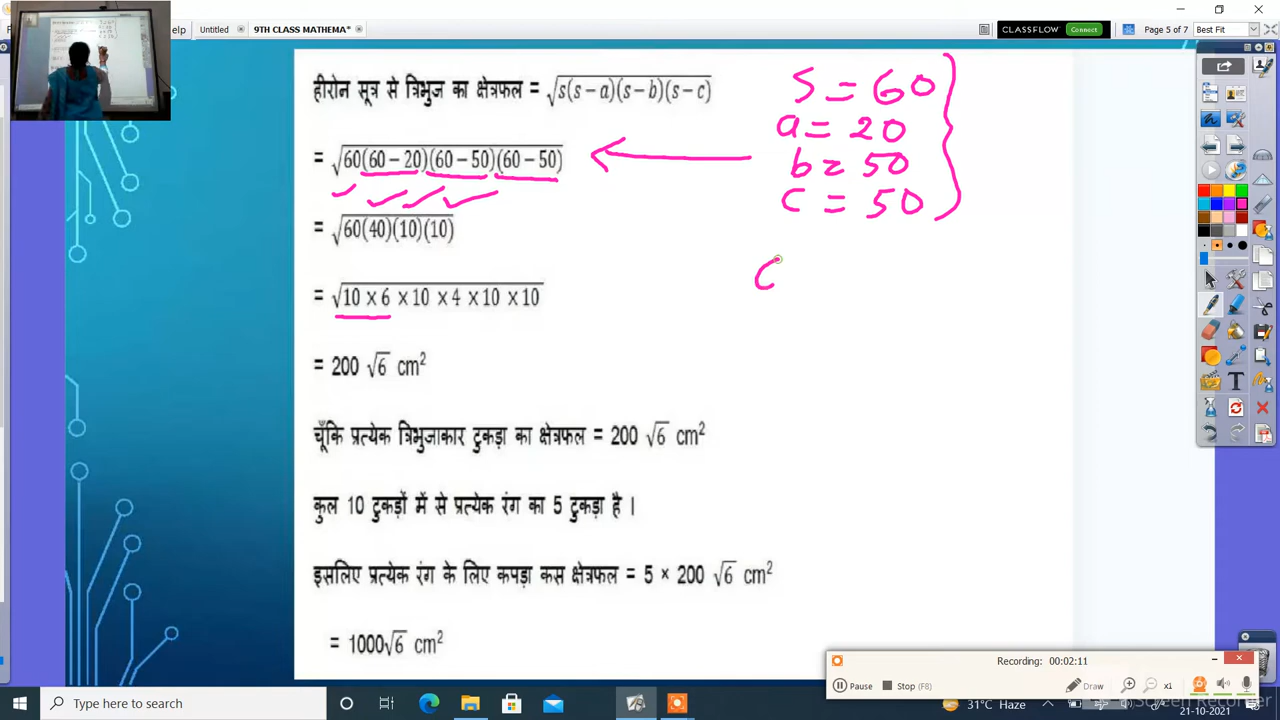 elp Untitled 9TH CLASS MATHEMA* CLASSFLOW Connect Page 5 of 7 Best Fit
हीरोन सूत्र से त्रिभुज का क्षेत्रफल = √s(s−a)(s−b)(s−c)
S = 60
a = 20
= √60(60−20)(60−50)(60−50)
b = 50
c = 50
= √60(40)(10)(10)
C
= √10 × 6 × 10 × 4 × 10 × 10
= 200 √6 cm²
चूँकि प्रत्येक त्रिभुजाकार टुकड़ा का क्षेत्रफल = 200 √6 cm²
कुल 10 टुकड़ों में से प्रत्येक रंग का 5 टुकड़ा है ।
इसलिए प्रत्येक रंग के लिए कपड़ा कस क्षेत्रफल = 5 × 200 √6 cm²
= 1000√6 cm²
Recording: 00:02:11
Pause Stop (F8) Draw x1
Type here to search 31°C Haze 21-10-2021